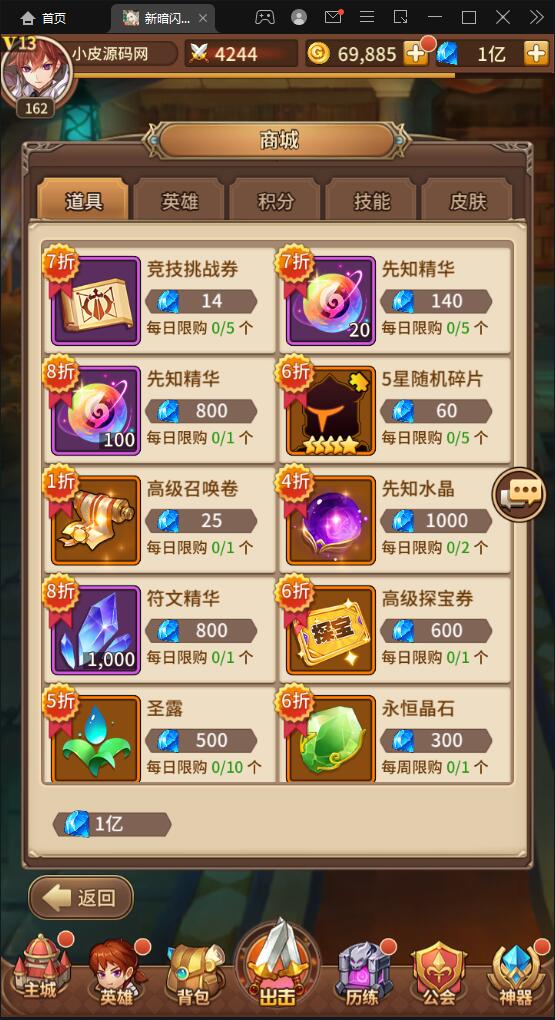 首页
新暗闪...
V13
小皮源码网
4244
69,885
1亿
162
商城
道具
英雄
积分
技能
皮肤
7折
竞技挑战券
14
每日限购 0/5 个
7折
先知精华
140
20
每日限购 0/5 个
8折
先知精华
800
100
每日限购 0/1 个
6折
5星随机碎片
60
每日限购 0/5 个
1折
高级召唤卷
25
每日限购 0/1 个
4折
先知水晶
1000
每日限购 0/2 个
8折
符文精华
800
1,000
每日限购 0/1 个
6折
高级探宝券
探宝
600
每日限购 0/1 个
5折
圣露
500
每日限购 0/10 个
6折
永恒晶石
300
每周限购 0/1 个
1亿
返回
主城
英雄
背包
出击
历练
公会
神器